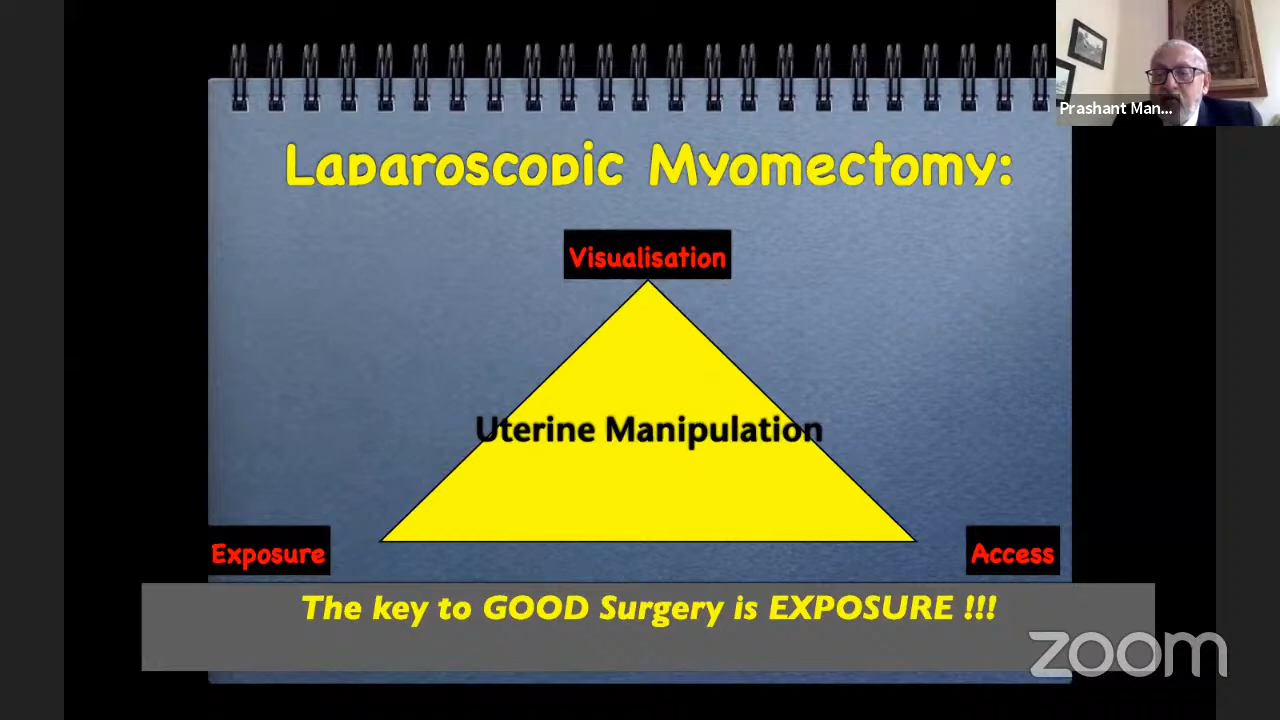 Prashant Man...
Laparoscopic Myomectomy:
Visualisation
Uterine Manipulation
Exposure
Access
The key to GOOD Surgery is EXPOSURE !!!
zoom